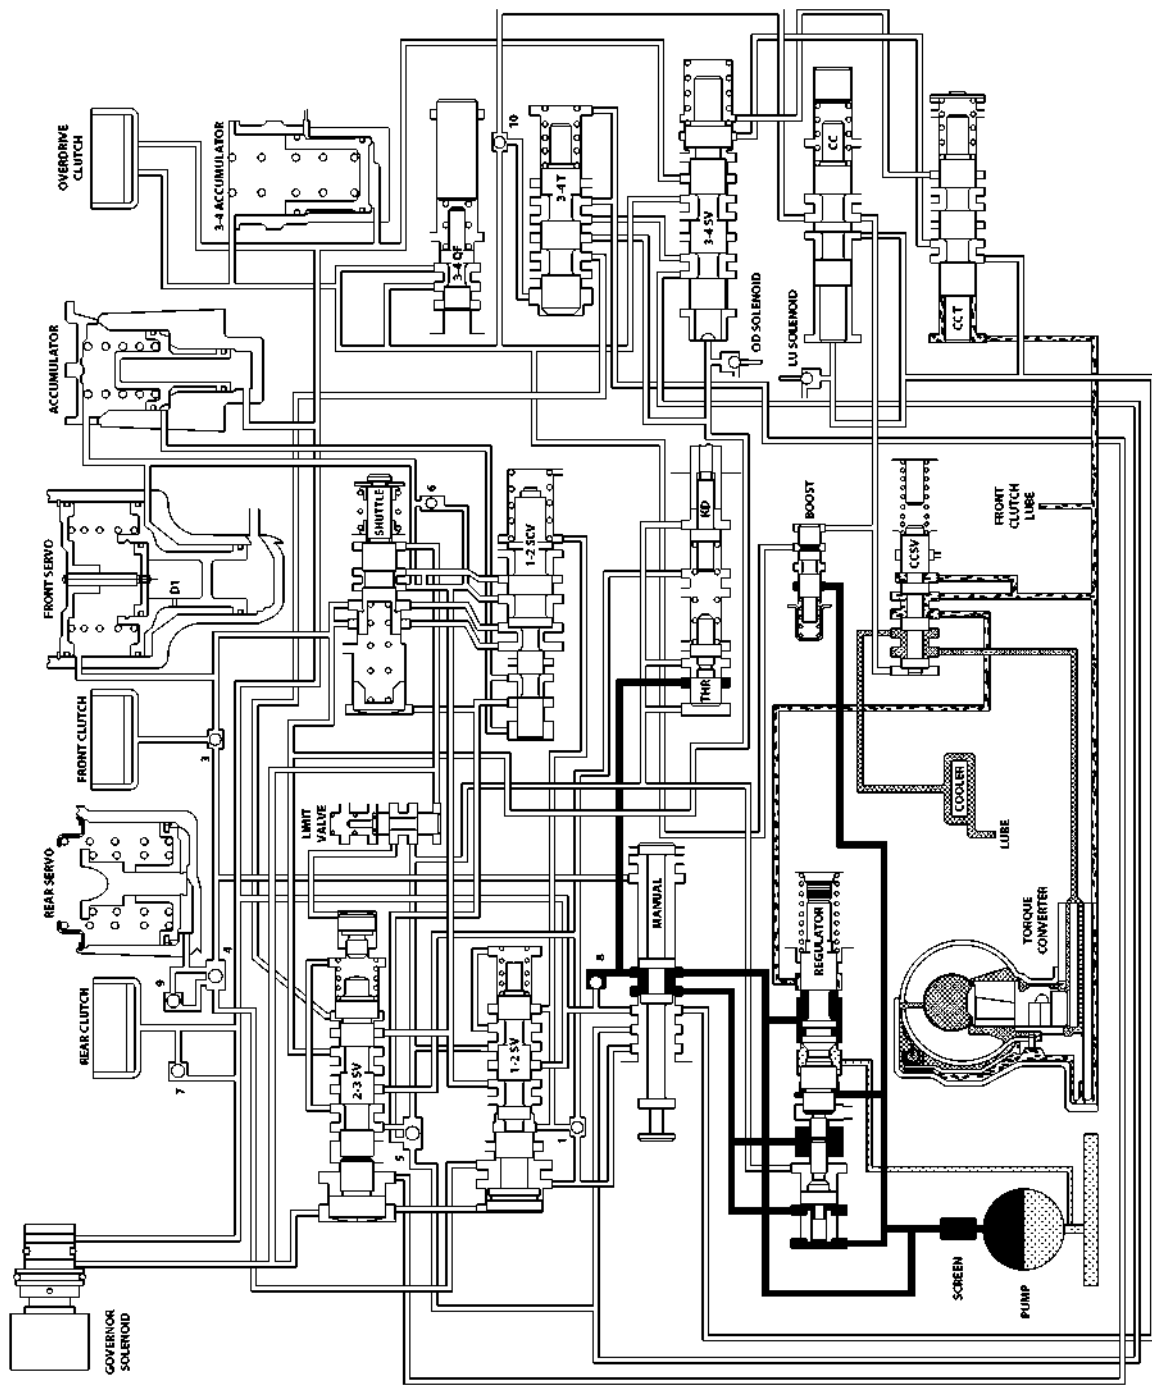 OVERDRIVE
CLUTCH
3-4 ACCUMULATOR
3-4 QF
10
3-4 T
3-4 SV
CC
CCT
OD SOLENOID
LU SOLENOID
ACCUMULATOR
FRONT SERVO
D1
SHUTTLE
6
1-2 SCV
KD
THR
BOOST
CCSV
FRONT
CLUTCH
LUBE
FRONT CLUTCH
3
REAR SERVO
LIMIT
VALVE
MANUAL
COOLER
LUBE
REAR CLUTCH
9
4
7
2-3 SV
5
1-2 SV
1
8
REGULATOR
TORQUE
CONVERTER
GOVERNOR
SOLENOID
SCREEN
PUMP